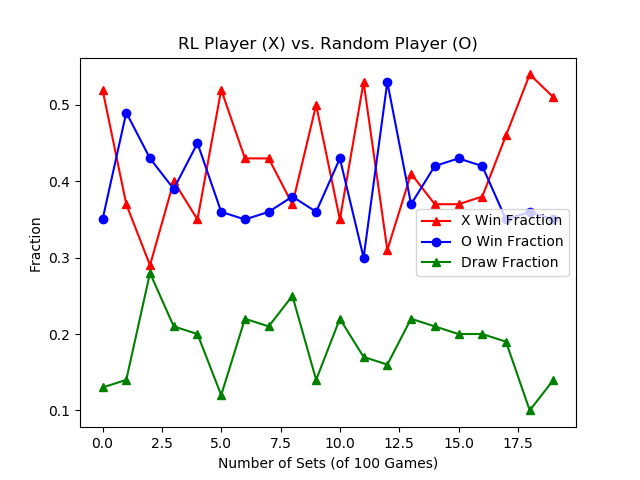 RL Player (X) vs. Random Player (O)
0.5
0.4
0.3
0.2
0.1
Fraction
X Win Fraction
O Win Fraction
Draw Fraction
0.0 2.5 5.0 7.5 10.0 12.5 15.0 17.5
Number of Sets (of 100 Games)